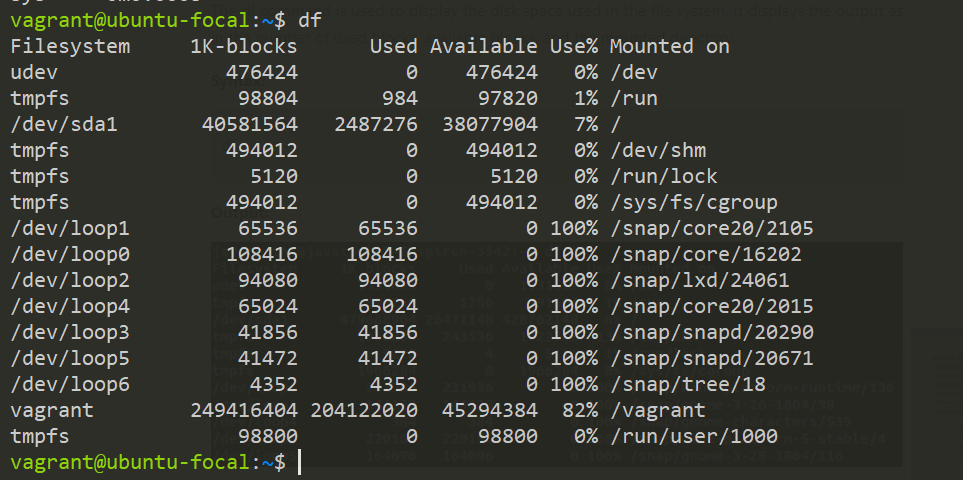 vagrant@ubuntu-focal:~$ df
Filesystem     1K-blocks      Used Available Use% Mounted on
udev              476424         0    476424   0% /dev
tmpfs              98804       984     97820   1% /run
/dev/sda1       40581564   2487276  38077904   7% /
tmpfs             494012         0    494012   0% /dev/shm
tmpfs               5120         0      5120   0% /run/lock
tmpfs             494012         0    494012   0% /sys/fs/cgroup
/dev/loop1         65536     65536         0 100% /snap/core20/2105
/dev/loop0        108416    108416         0 100% /snap/core/16202
/dev/loop2         94080     94080         0 100% /snap/lxd/24061
/dev/loop4         65024     65024         0 100% /snap/core20/2015
/dev/loop3         41856     41856         0 100% /snap/snapd/20290
/dev/loop5         41472     41472         0 100% /snap/snapd/20671
/dev/loop6          4352      4352         0 100% /snap/tree/18
vagrant        249416404 204122020  45294384  82% /vagrant
tmpfs              98800         0     98800   0% /run/user/1000
vagrant@ubuntu-focal:~$